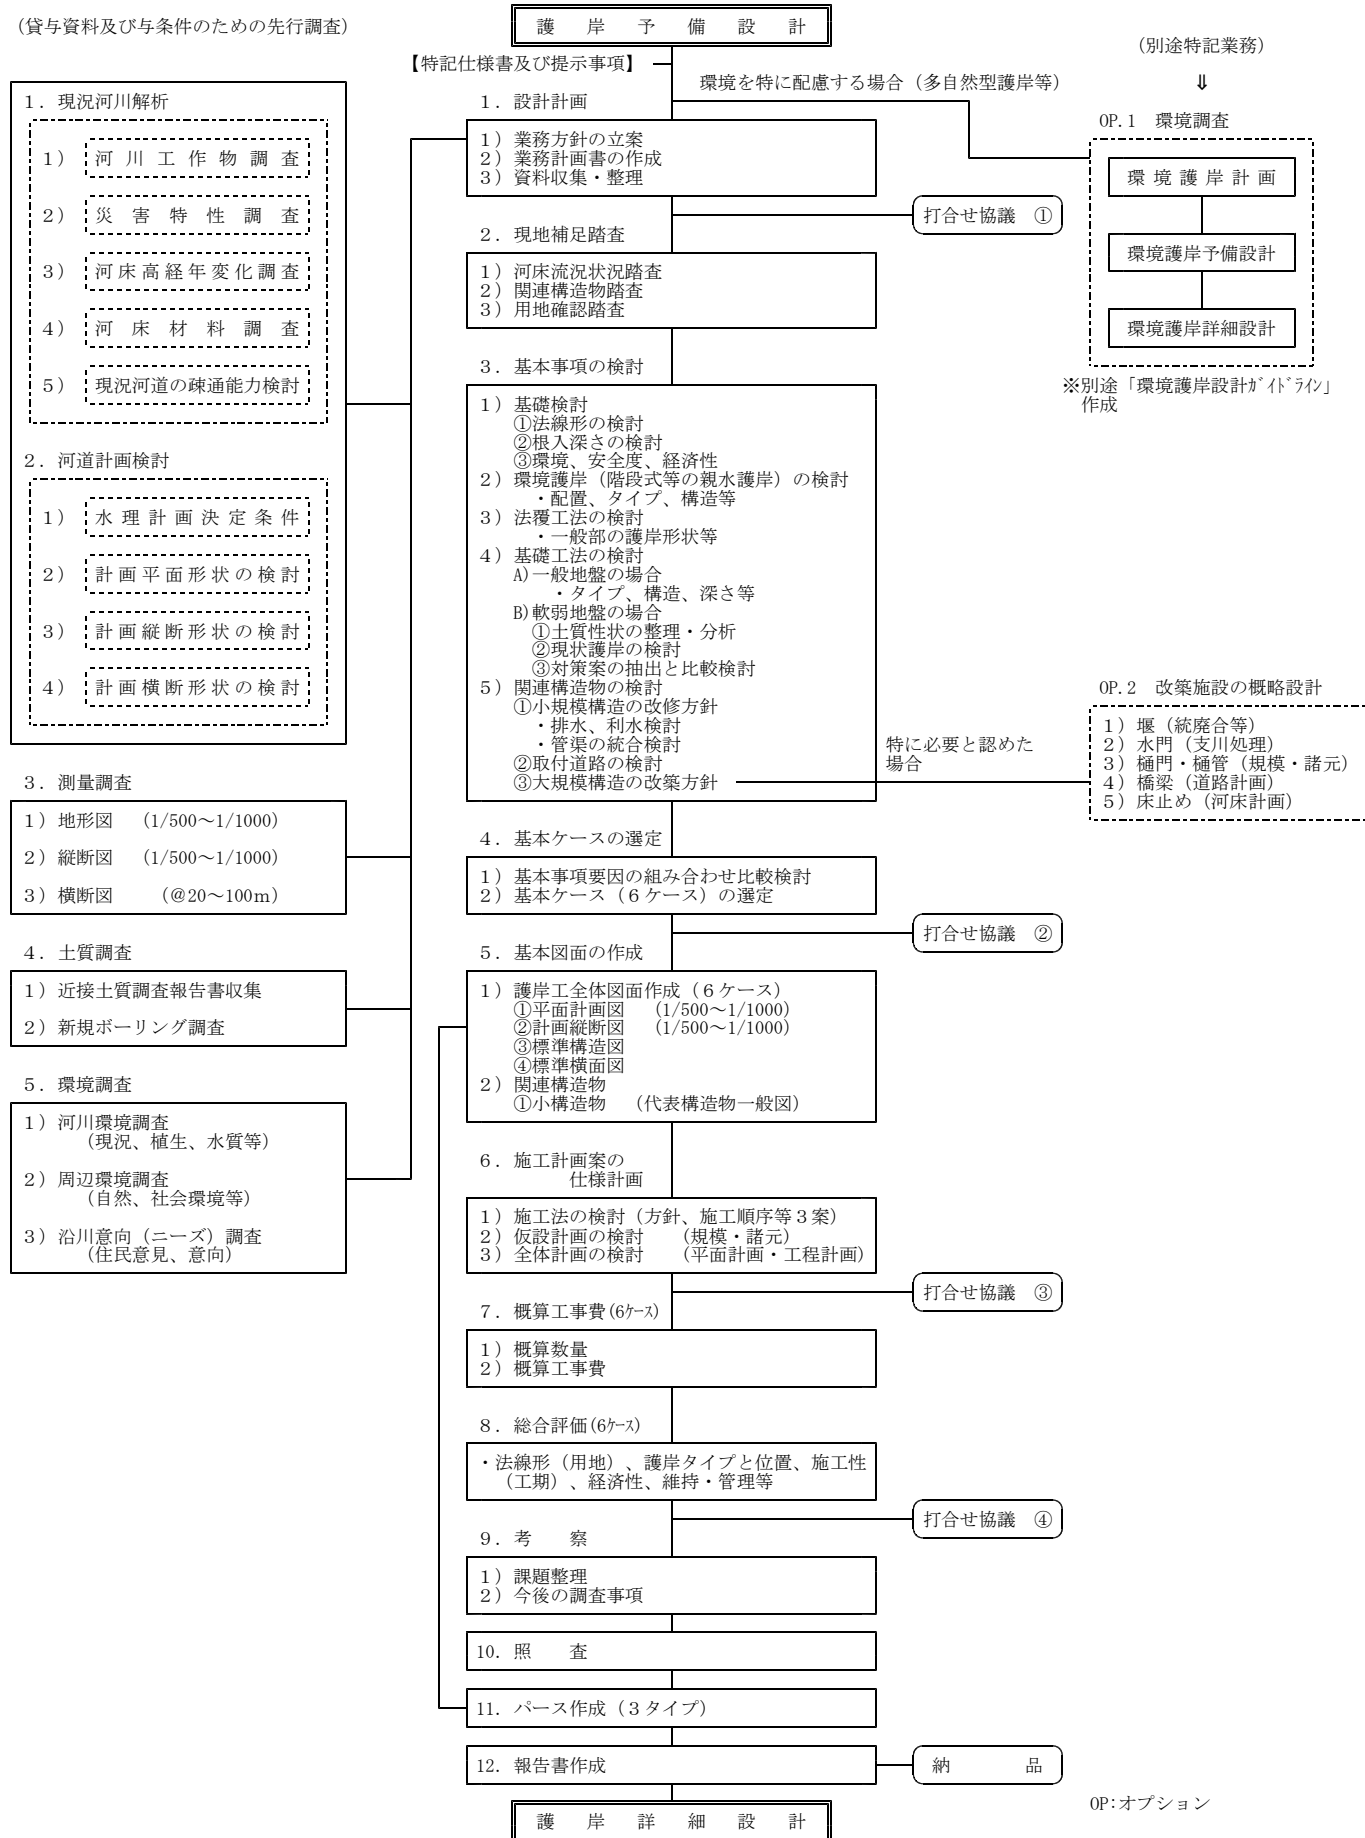 (貸与資料及び与条件のための先行調査)
護岸予備設計
【特記仕様書及び提示事項】
環境を特に配慮する場合（多自然型護岸等）
(別途特記業務)
⇓
1．現況河川解析
1) 河川工作物調査
2) 災害特性調査
3) 河床高経年変化調査
4) 河床材料調査
5) 現況河道の疎通能力検討
2．河道計画検討
1) 水理計画決定条件
2) 計画平面形状の検討
3) 計画縦断形状の検討
4) 計画横断形状の検討
3．測量調査
1) 地形図 (1/500～1/1000)
2) 縦断図 (1/500～1/1000)
3) 横断図 (@20～100m)
4．土質調査
1) 近接土質調査報告書収集
2) 新規ボーリング調査
5．環境調査
1) 河川環境調査
(現況、植生、水質等)
2) 周辺環境調査
(自然、社会環境等)
3) 沿川意向（ニーズ）調査
(住民意見、意向)
1．設計計画
1) 業務方針の立案
2) 業務計画書の作成
3) 資料収集・整理
打合せ協議 ①
2．現地補足踏査
1) 河床流況状況踏査
2) 関連構造物踏査
3) 用地確認踏査
3．基本事項の検討
1) 基礎検討
①法線形の検討
②根入深さの検討
③環境、安全度、経済性
2) 環境護岸（階段式等の親水護岸）の検討
・配置、タイプ、構造等
3) 法覆工法の検討
・一般部の護岸形状等
4) 基礎工法の検討
A)一般地盤の場合
・タイプ、構造、深さ等
B)軟弱地盤の場合
①土質性状の整理・分析
②現状護岸の検討
③対策案の抽出と比較検討
5) 関連構造物の検討
①小規模構造の改修方針
・排水、利水検討
・管渠の統合検討
②取付道路の検討
③大規模構造の改築方針
特に必要と認めた
場合
4．基本ケースの選定
1) 基本事項要因の組み合わせ比較検討
2) 基本ケース（６ケース）の選定
打合せ協議 ②
5．基本図面の作成
1) 護岸工全体図面作成（６ケース）
①平面計画図 (1/500～1/1000)
②計画縦断図 (1/500～1/1000)
③標準構造図
④標準横面図
2) 関連構造物
①小構造物 (代表構造物一般図)
6．施工計画案の
仕様計画
1) 施工法の検討（方針、施工順序等３案）
2) 仮設計画の検討 (規模・諸元)
3) 全体計画の検討 (平面計画・工程計画)
打合せ協議 ③
7．概算工事費(6ｹｰｽ)
1) 概算数量
2) 概算工事費
8．総合評価(6ｹｰｽ)
・法線形（用地）、護岸タイプと位置、施工性
（工期）、経済性、維持・管理等
打合せ協議 ④
9．考 察
1) 課題整理
2) 今後の調査事項
10．照 査
11．パース作成（３タイプ）
12．報告書作成
納 品
護岸詳細設計
OP.1 環境調査
環境護岸計画
環境護岸予備設計
環境護岸詳細設計
※別途「環境護岸設計ｶﾞｲﾄﾞﾗｲﾝ」
作成
OP.2 改築施設の概略設計
1) 堰（統廃合等）
2) 水門（支川処理）
3) 樋門・樋管（規模・諸元）
4) 橋梁（道路計画）
5) 床止め（河床計画）
OP:オプション